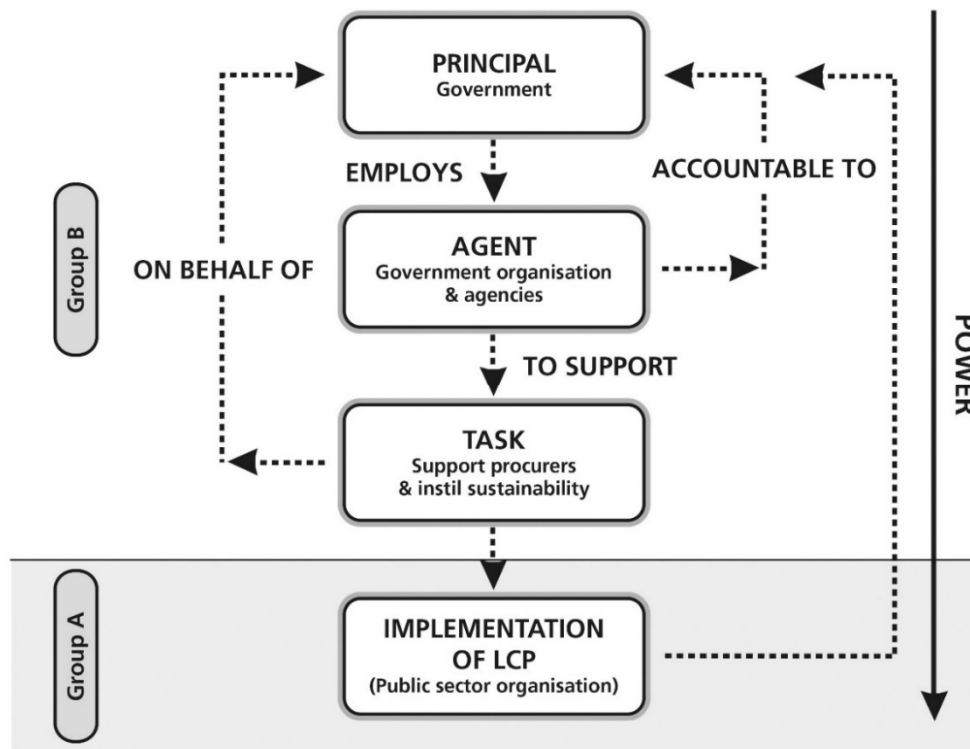 PRINCIPAL
Government
EMPLOYS
ACCOUNTABLE TO
Group B
ON BEHALF OF
AGENT
Government organisation
& agencies
POWER
TO SUPPORT
TASK
Support procurers
& instil sustainability
Group A
IMPLEMENTATION
OF LCP
(Public sector organisation)